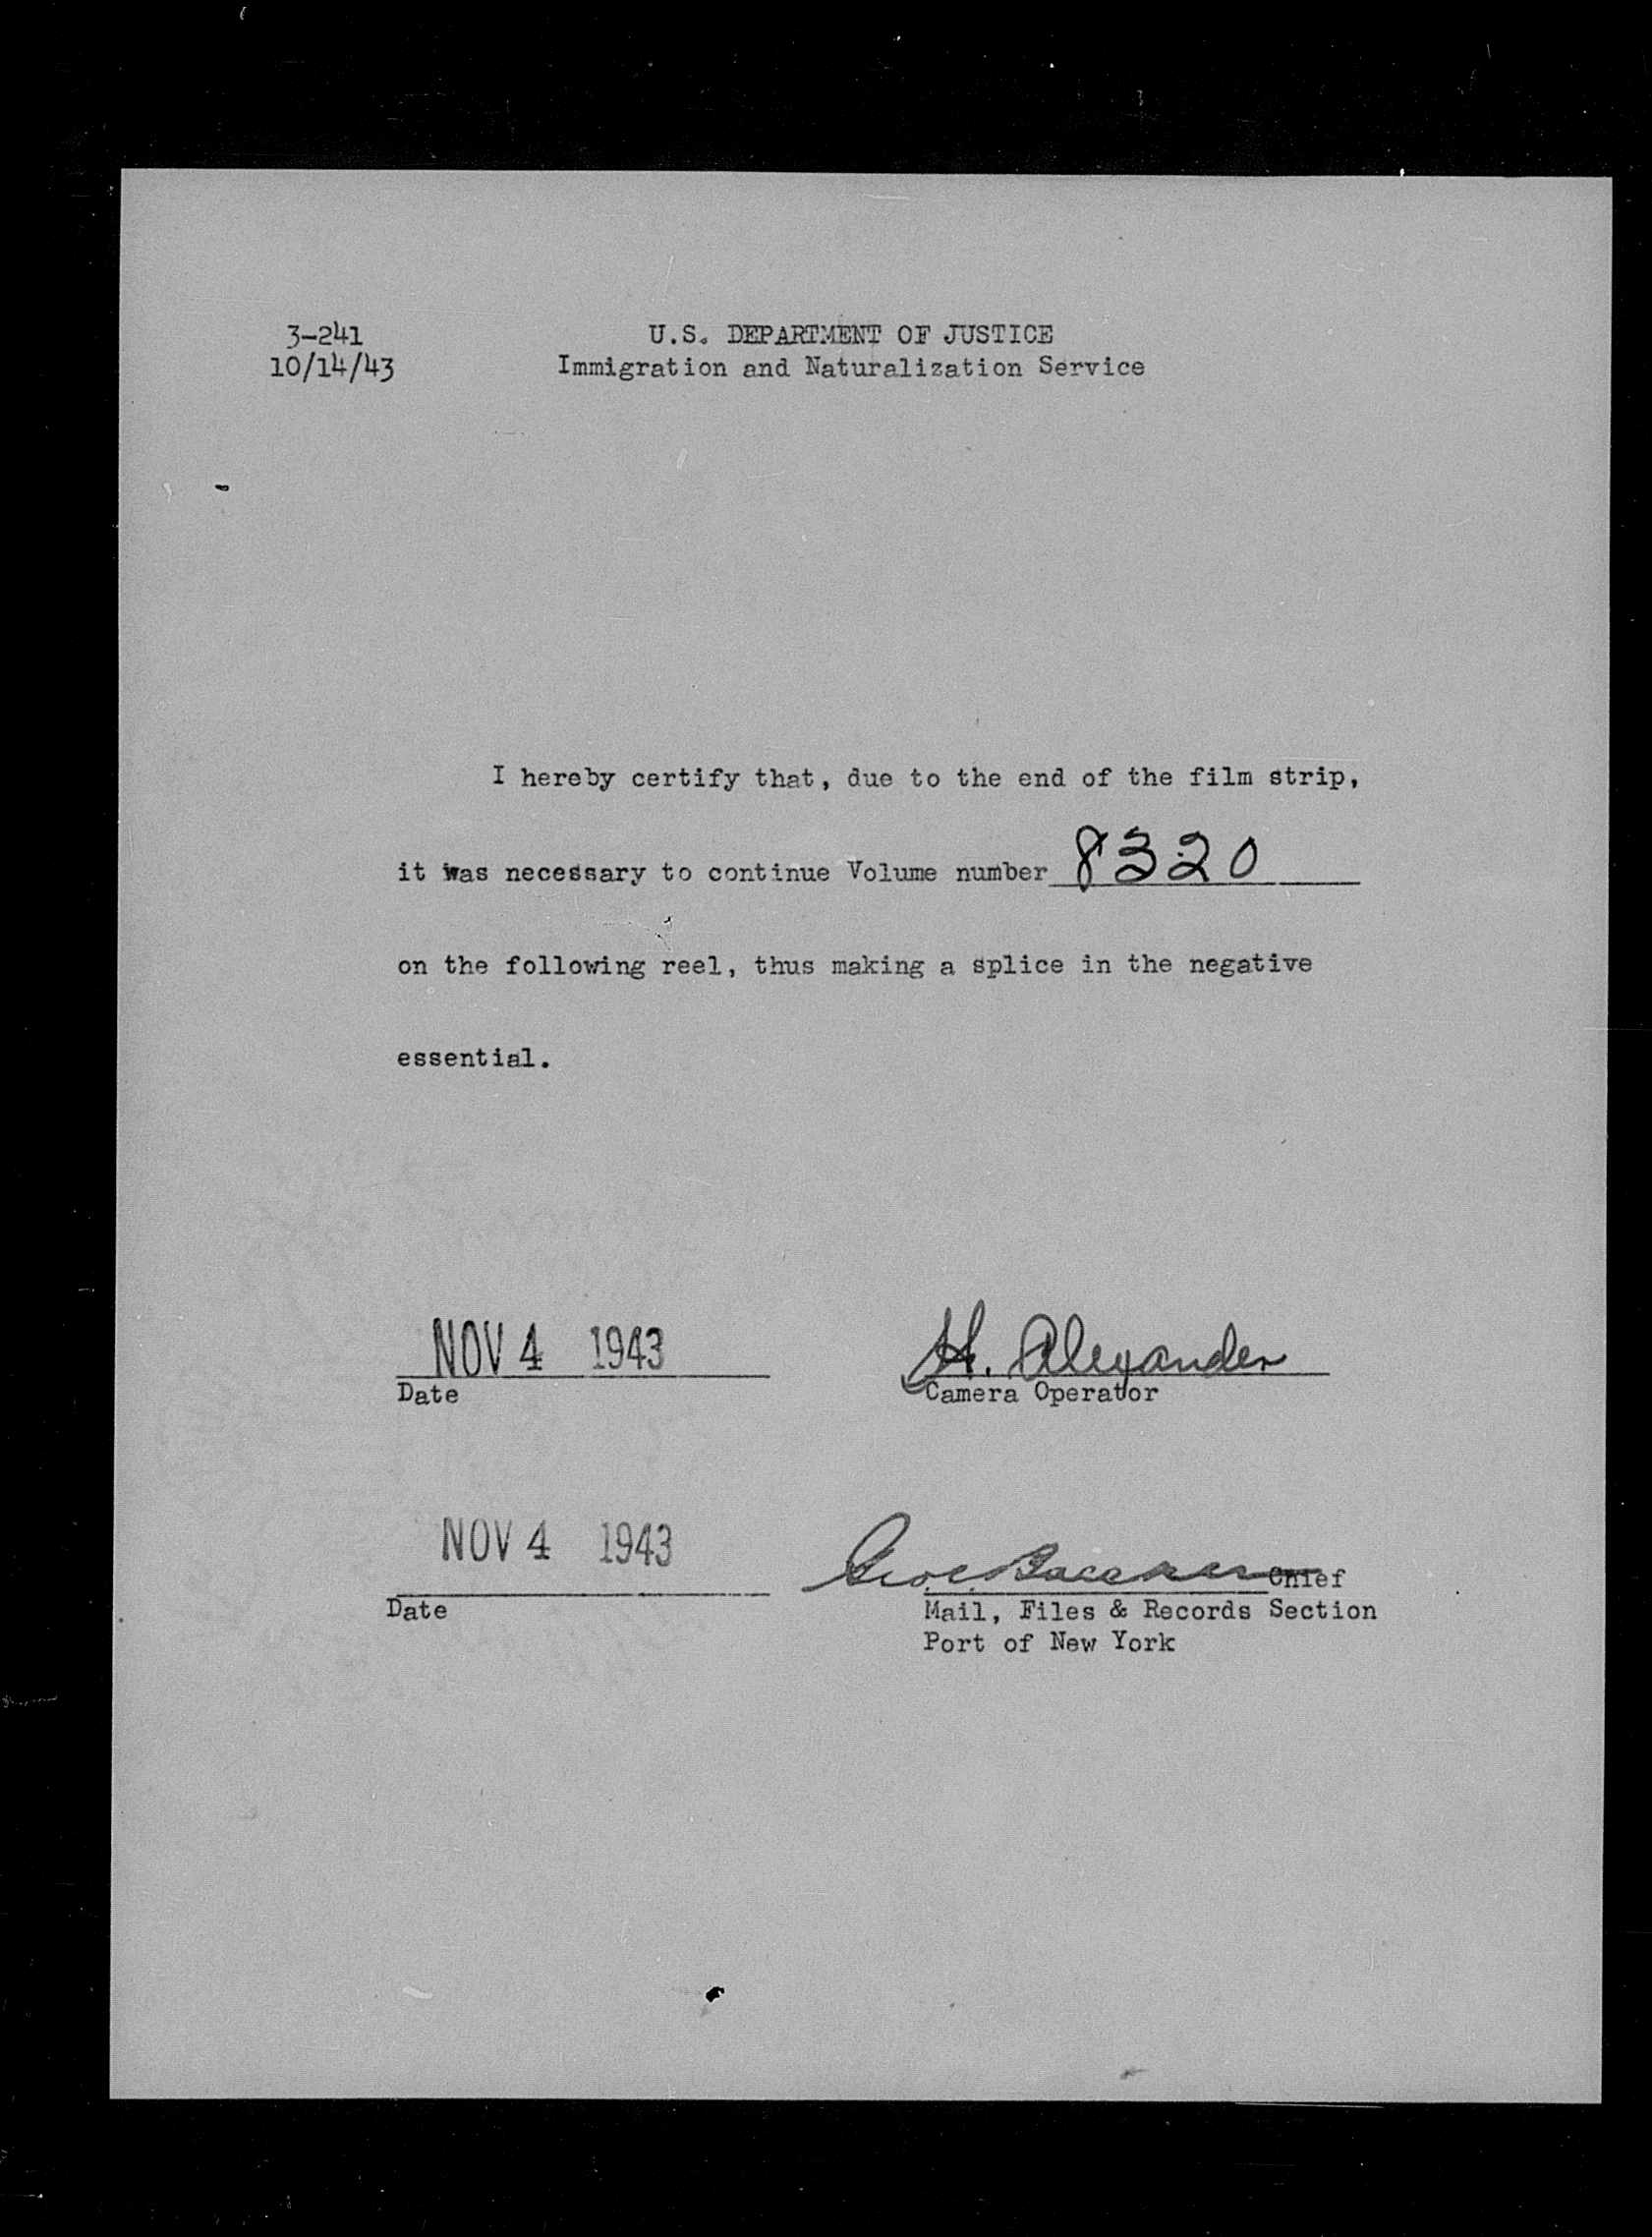 3-241
10/14/43
U.S. DEPARTMENT OF JUSTICE
Immigration and Naturalization Service
I hereby certify that, due to the end of the film strip,
it was necessary to continue Volume number 8320
on the following reel, thus making a splice in the negative
essential.
NOV 4 1943
Date
H. Alexander
Camera Operator
NOV 4 1943
Date
Chief
Mail, Files & Records Section
Port of New York